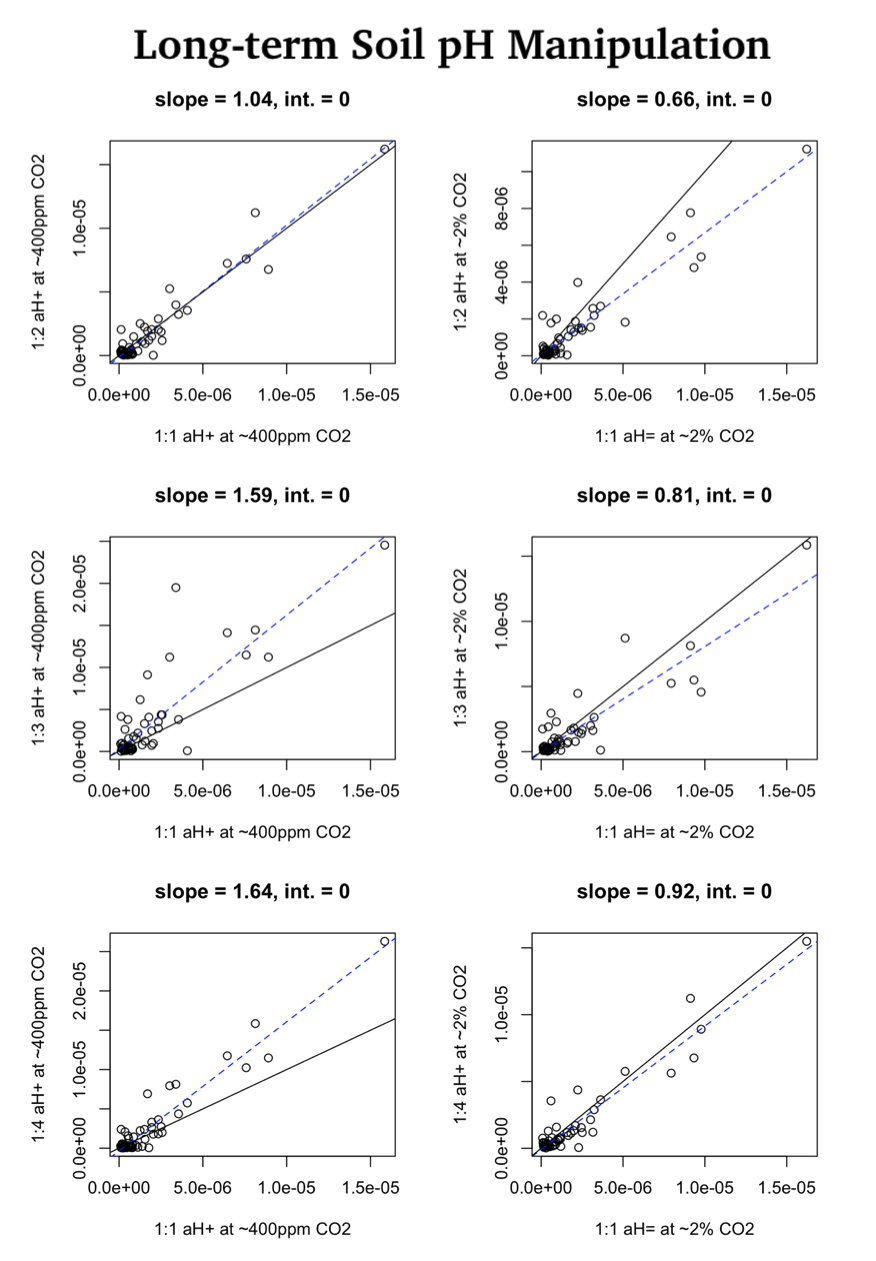 Long-term Soil pH Manipulation
slope = 1.04, int. = 0
1:2 aH+ at ~400ppm CO2
0.0e+00 1.0e-05
0.0e+00 5.0e-06 1.0e-05 1.5e-05
1:1 aH+ at ~400ppm CO2
slope = 0.66, int. = 0
1:2 aH+ at ~2% CO2
0e+00 4e-06 8e-06
0.0e+00 5.0e-06 1.0e-05 1.5e-05
1:1 aH= at ~2% CO2
slope = 1.59, int. = 0
1:3 aH+ at ~400ppm CO2
0.0e+00 1.0e-05 2.0e-05
0.0e+00 5.0e-06 1.0e-05 1.5e-05
1:1 aH+ at ~400ppm CO2
slope = 0.81, int. = 0
1:3 aH+ at ~2% CO2
0.0e+00 1.0e-05
0.0e+00 5.0e-06 1.0e-05 1.5e-05
1:1 aH= at ~2% CO2
slope = 1.64, int. = 0
1:4 aH+ at ~400ppm CO2
0.0e+00 1.0e-05 2.0e-05
0.0e+00 5.0e-06 1.0e-05 1.5e-05
1:1 aH+ at ~400ppm CO2
slope = 0.92, int. = 0
1:4 aH+ at ~2% CO2
0.0e+00 1.0e-05
0.0e+00 5.0e-06 1.0e-05 1.5e-05
1:1 aH= at ~2% CO2